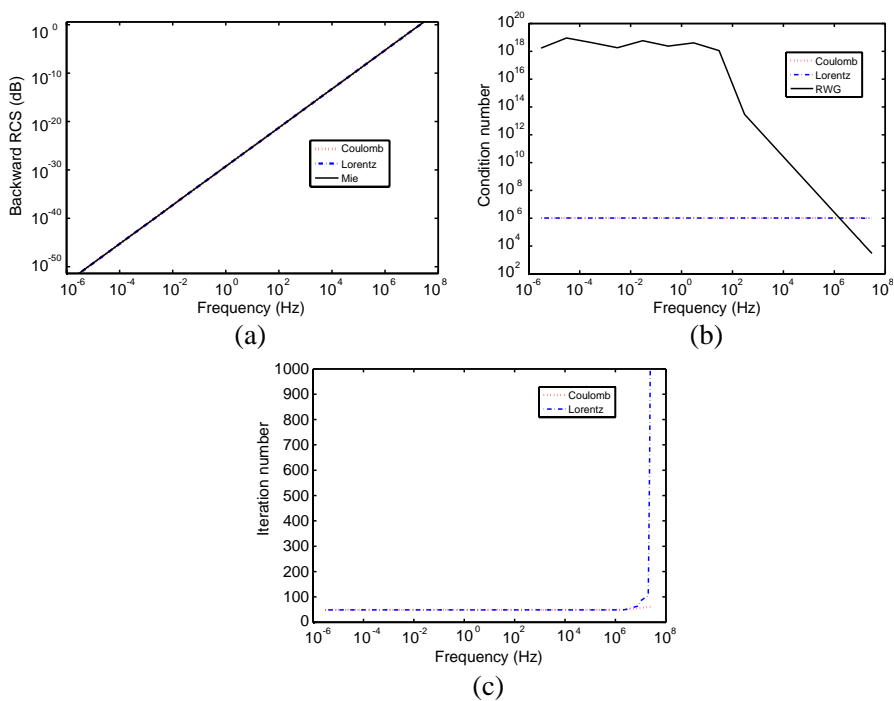 10^0
10^-10
10^-20
10^-30
10^-40
10^-50
Backward RCS (dB)
Coulomb
Lorentz
Mie
10^-6 10^-4 10^-2 10^0 10^2 10^4 10^6 10^8
Frequency (Hz)
(a)
10^20
10^18
10^16
10^14
10^12
10^10
10^8
10^6
10^4
10^2
Condition number
Coulomb
Lorentz
RWG
10^-6 10^-4 10^-2 10^0 10^2 10^4 10^6 10^8
Frequency (Hz)
(b)
1000
900
800
700
600
500
400
300
200
100
0
Iteration number
Coulomb
Lorentz
10^-6 10^-4 10^-2 10^0 10^2 10^4 10^6 10^8
Frequency (Hz)
(c)